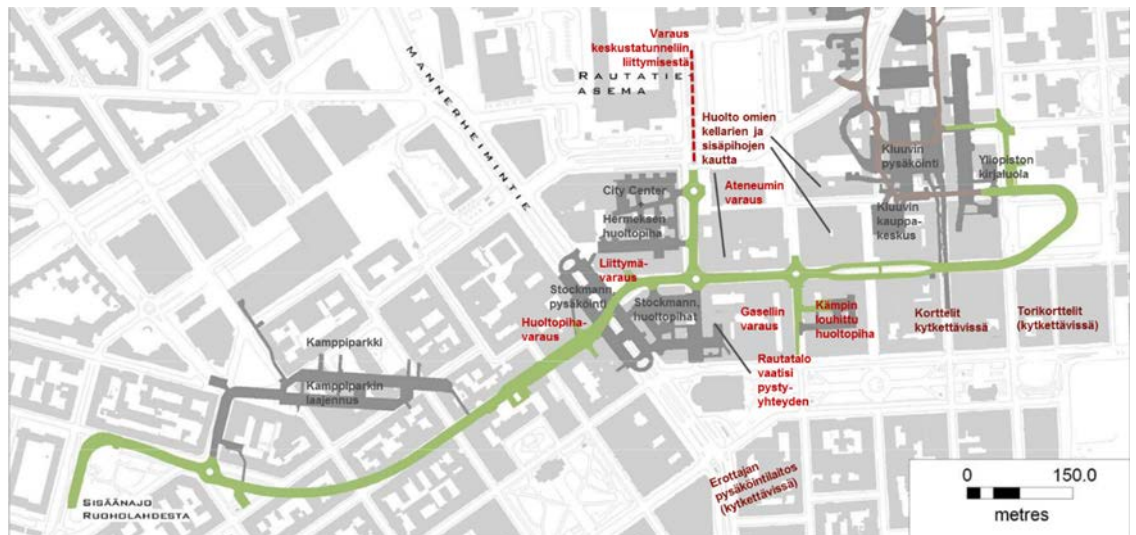 Varaus
keskustatunneliin
liittymisestä
RAUTATIE-
ASEMA
MANNERHEIMINTIE
Huolto omien
kellarien ja
sisäpihojen
kautta
Kluuvin
pysäköinti
Yliopiston
kirjaluola
City Center
Ateneumin
varaus
Hermeksen
huoltopiha
Kluuvin
kauppa-
keskus
Liittymä-
varaus
Stockmann,
pysäköinti
Stockmann,
huoltopihat
Huoltopiha-
varaus
Gasellin
varaus
Kämpin
louhittu
huoltopiha
Korttelit
kytkettävissä
Torikorttelit
(kytkettävissä)
Kamppiparkki
Kamppiparkin
laajennus
Rautatalo
vaatisi
pysty-
yhteyden
Erottajan
pysäköintilaitos
(kytkettävissä)
SISÄÄNAJO
RUOHOLAHDESTA
0 150.0
metres